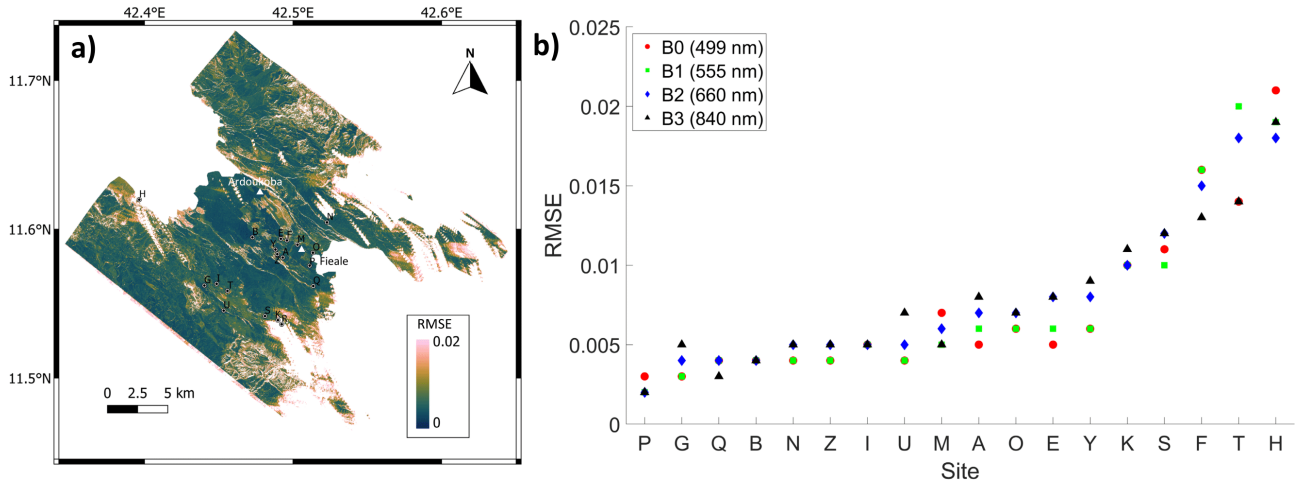 a)
42.4°E 42.5°E 42.6°E
11.7°N
11.6°N
11.5°N
N
H
Ardoukoba
N
B
E
M
O
P Fieale
Q
G I
T
U
S
K R
0 2.5 5 km
RMSE
0.02
0
b)
B0 (499 nm)
B1 (555 nm)
B2 (660 nm)
B3 (840 nm)
RMSE
0.025
0.02
0.015
0.01
0.005
0
P G Q B N Z I U M A O E Y K S F T H
Site